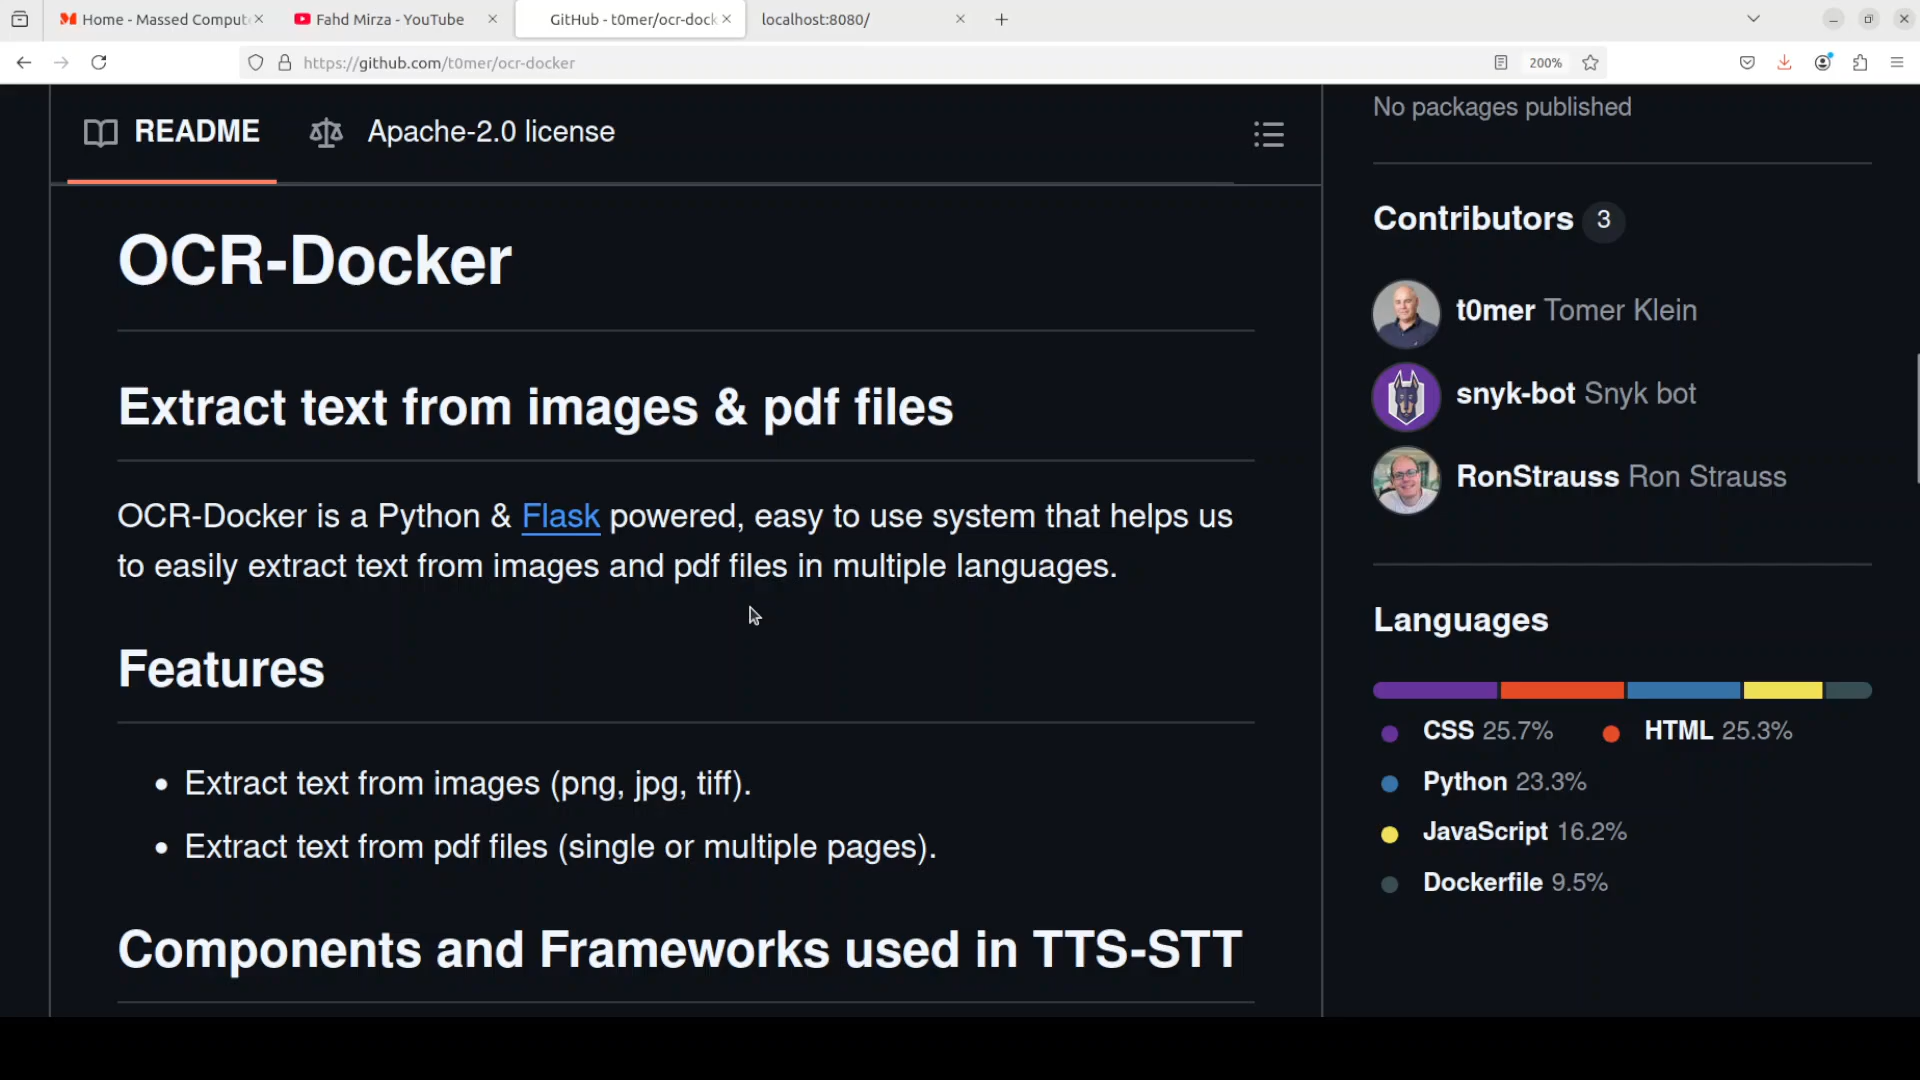 Home - Massed Comput
Fahd Mirza - YouTube
GitHub - t0mer/ocr-dock
localhost:8080/
https://github.com/t0mer/ocr-docker
200%
README
Apache-2.0 license
OCR-Docker
Extract text from images & pdf files
OCR-Docker is a Python & Flask powered, easy to use system that helps us
to easily extract text from images and pdf files in multiple languages.
Features
• Extract text from images (png, jpg, tiff).
• Extract text from pdf files (single or multiple pages).
Components and Frameworks used in TTS-STT
No packages published
Contributors 3
t0mer Tomer Klein
snyk-bot Snyk bot
RonStrauss Ron Strauss
Languages
CSS 25.7% HTML 25.3%
Python 23.3%
JavaScript 16.2%
Dockerfile 9.5%